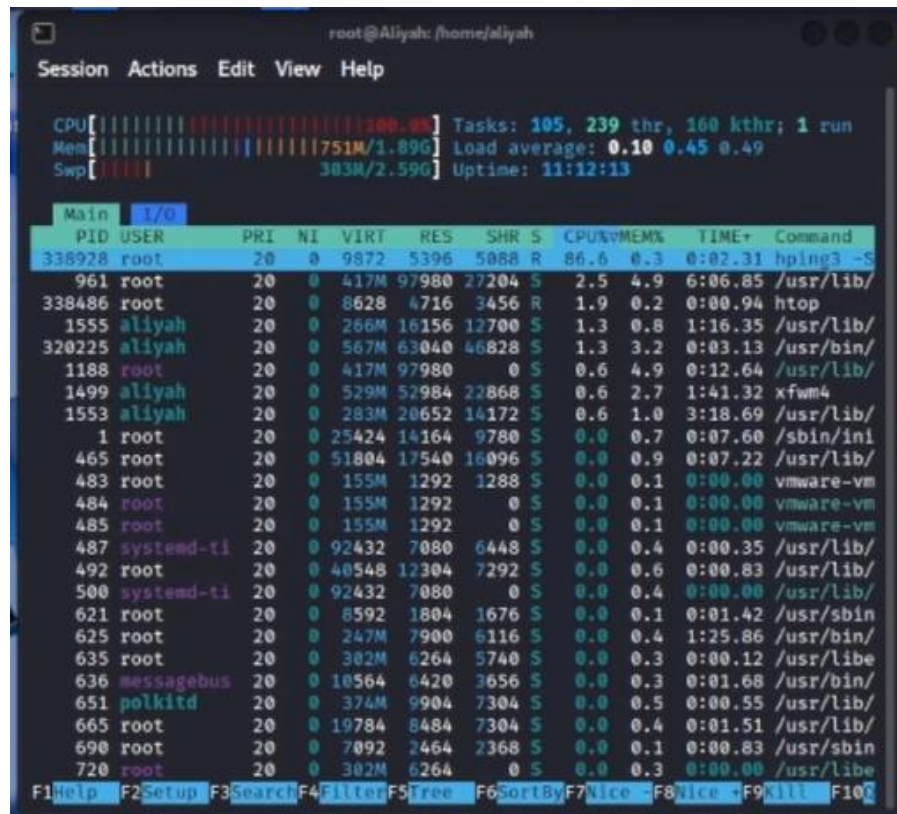 root@Aliyah: /home/aliyah
Session Actions Edit View Help
CPU[||||||||||||||||||||||||100.0%] Tasks: 105, 239 thr, 160 kthr; 1 run
Mem[||||||||||||||||||||751M/1.89G] Load average: 0.10 0.45 0.49
Swp[||||| 303M/2.59G] Uptime: 11:12:13
Main I/O
PID USER PRI NI VIRT RES SHR S CPU%▽MEM% TIME+ Command
338928 root 20 0 9872 5396 5088 R 86.6 0.3 0:02.31 hping3 -S
961 root 20 0 417M 97980 27204 S 2.5 4.9 6:06.85 /usr/lib/
338486 root 20 0 8628 4716 3456 R 1.9 0.2 0:00.94 htop
1555 aliyah 20 0 266M 16156 12700 S 1.3 0.8 1:16.35 /usr/lib/
320225 aliyah 20 0 567M 63040 46828 S 1.3 3.2 0:03.13 /usr/bin/
1188 root 20 0 417M 97980 0 S 0.6 4.9 0:12.64 /usr/lib/
1499 aliyah 20 0 529M 52984 22868 S 0.6 2.7 1:41.32 xfwm4
1553 aliyah 20 0 283M 20652 14172 S 0.6 1.0 3:18.69 /usr/lib/
1 root 20 0 25424 14164 9780 S 0.0 0.7 0:07.60 /sbin/ini
465 root 20 0 51804 17540 16096 S 0.0 0.9 0:07.22 /usr/lib/
483 root 20 0 155M 1292 1288 S 0.0 0.1 0:00.00 vmware-vm
484 root 20 0 155M 1292 0 S 0.0 0.1 0:00.00 vmware-vm
485 root 20 0 155M 1292 0 S 0.0 0.1 0:00.00 vmware-vm
487 systemd-ti 20 0 92432 7080 6448 S 0.0 0.4 0:00.35 /usr/lib/
492 root 20 0 40548 12304 7292 S 0.0 0.6 0:00.83 /usr/lib/
500 systemd-ti 20 0 92432 7080 0 S 0.0 0.4 0:00.00 /usr/lib/
621 root 20 0 8592 1804 1676 S 0.0 0.1 0:01.42 /usr/sbin
625 root 20 0 247M 7900 6116 S 0.0 0.4 1:25.86 /usr/bin/
635 root 20 0 302M 6264 5740 S 0.0 0.3 0:00.12 /usr/libe
636 messagebus 20 0 10564 6420 3656 S 0.0 0.3 0:01.68 /usr/bin/
651 polkitd 20 0 374M 9904 7304 S 0.0 0.5 0:00.55 /usr/lib/
665 root 20 0 19784 8484 7304 S 0.0 0.4 0:01.51 /usr/lib/
690 root 20 0 7092 2464 2368 S 0.0 0.1 0:00.83 /usr/sbin
720 root 20 0 302M 6264 0 S 0.0 0.3 0:00.00 /usr/libe
F1Help F2Setup F3SearchF4FilterF5Tree F6SortByF7Nice -F8Nice +F9Kill F10Q